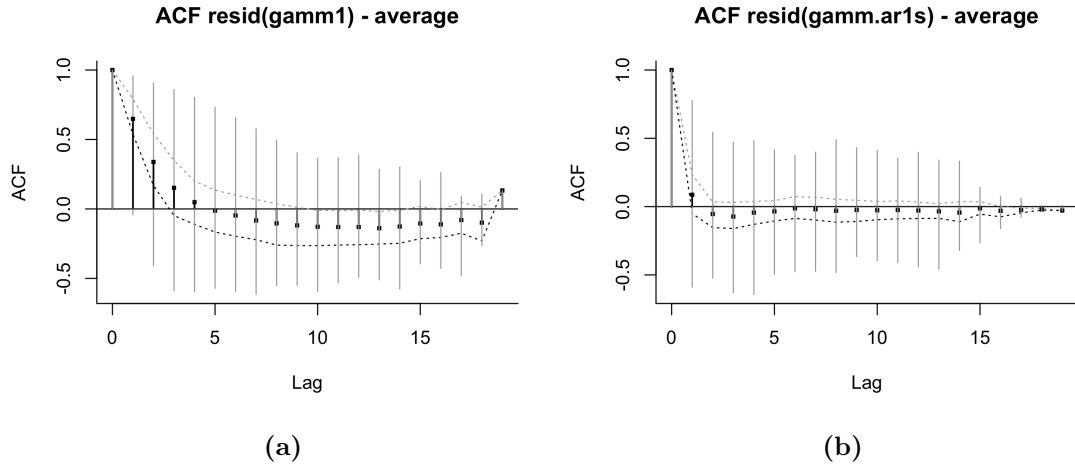 ACF resid(gamm1) - average
ACF
1.0
0.5
0.0
-0.5
0 5 10 15
Lag
(a)
ACF resid(gamm.ar1s) - average
ACF
1.0
0.5
0.0
-0.5
0 5 10 15
Lag
(b)